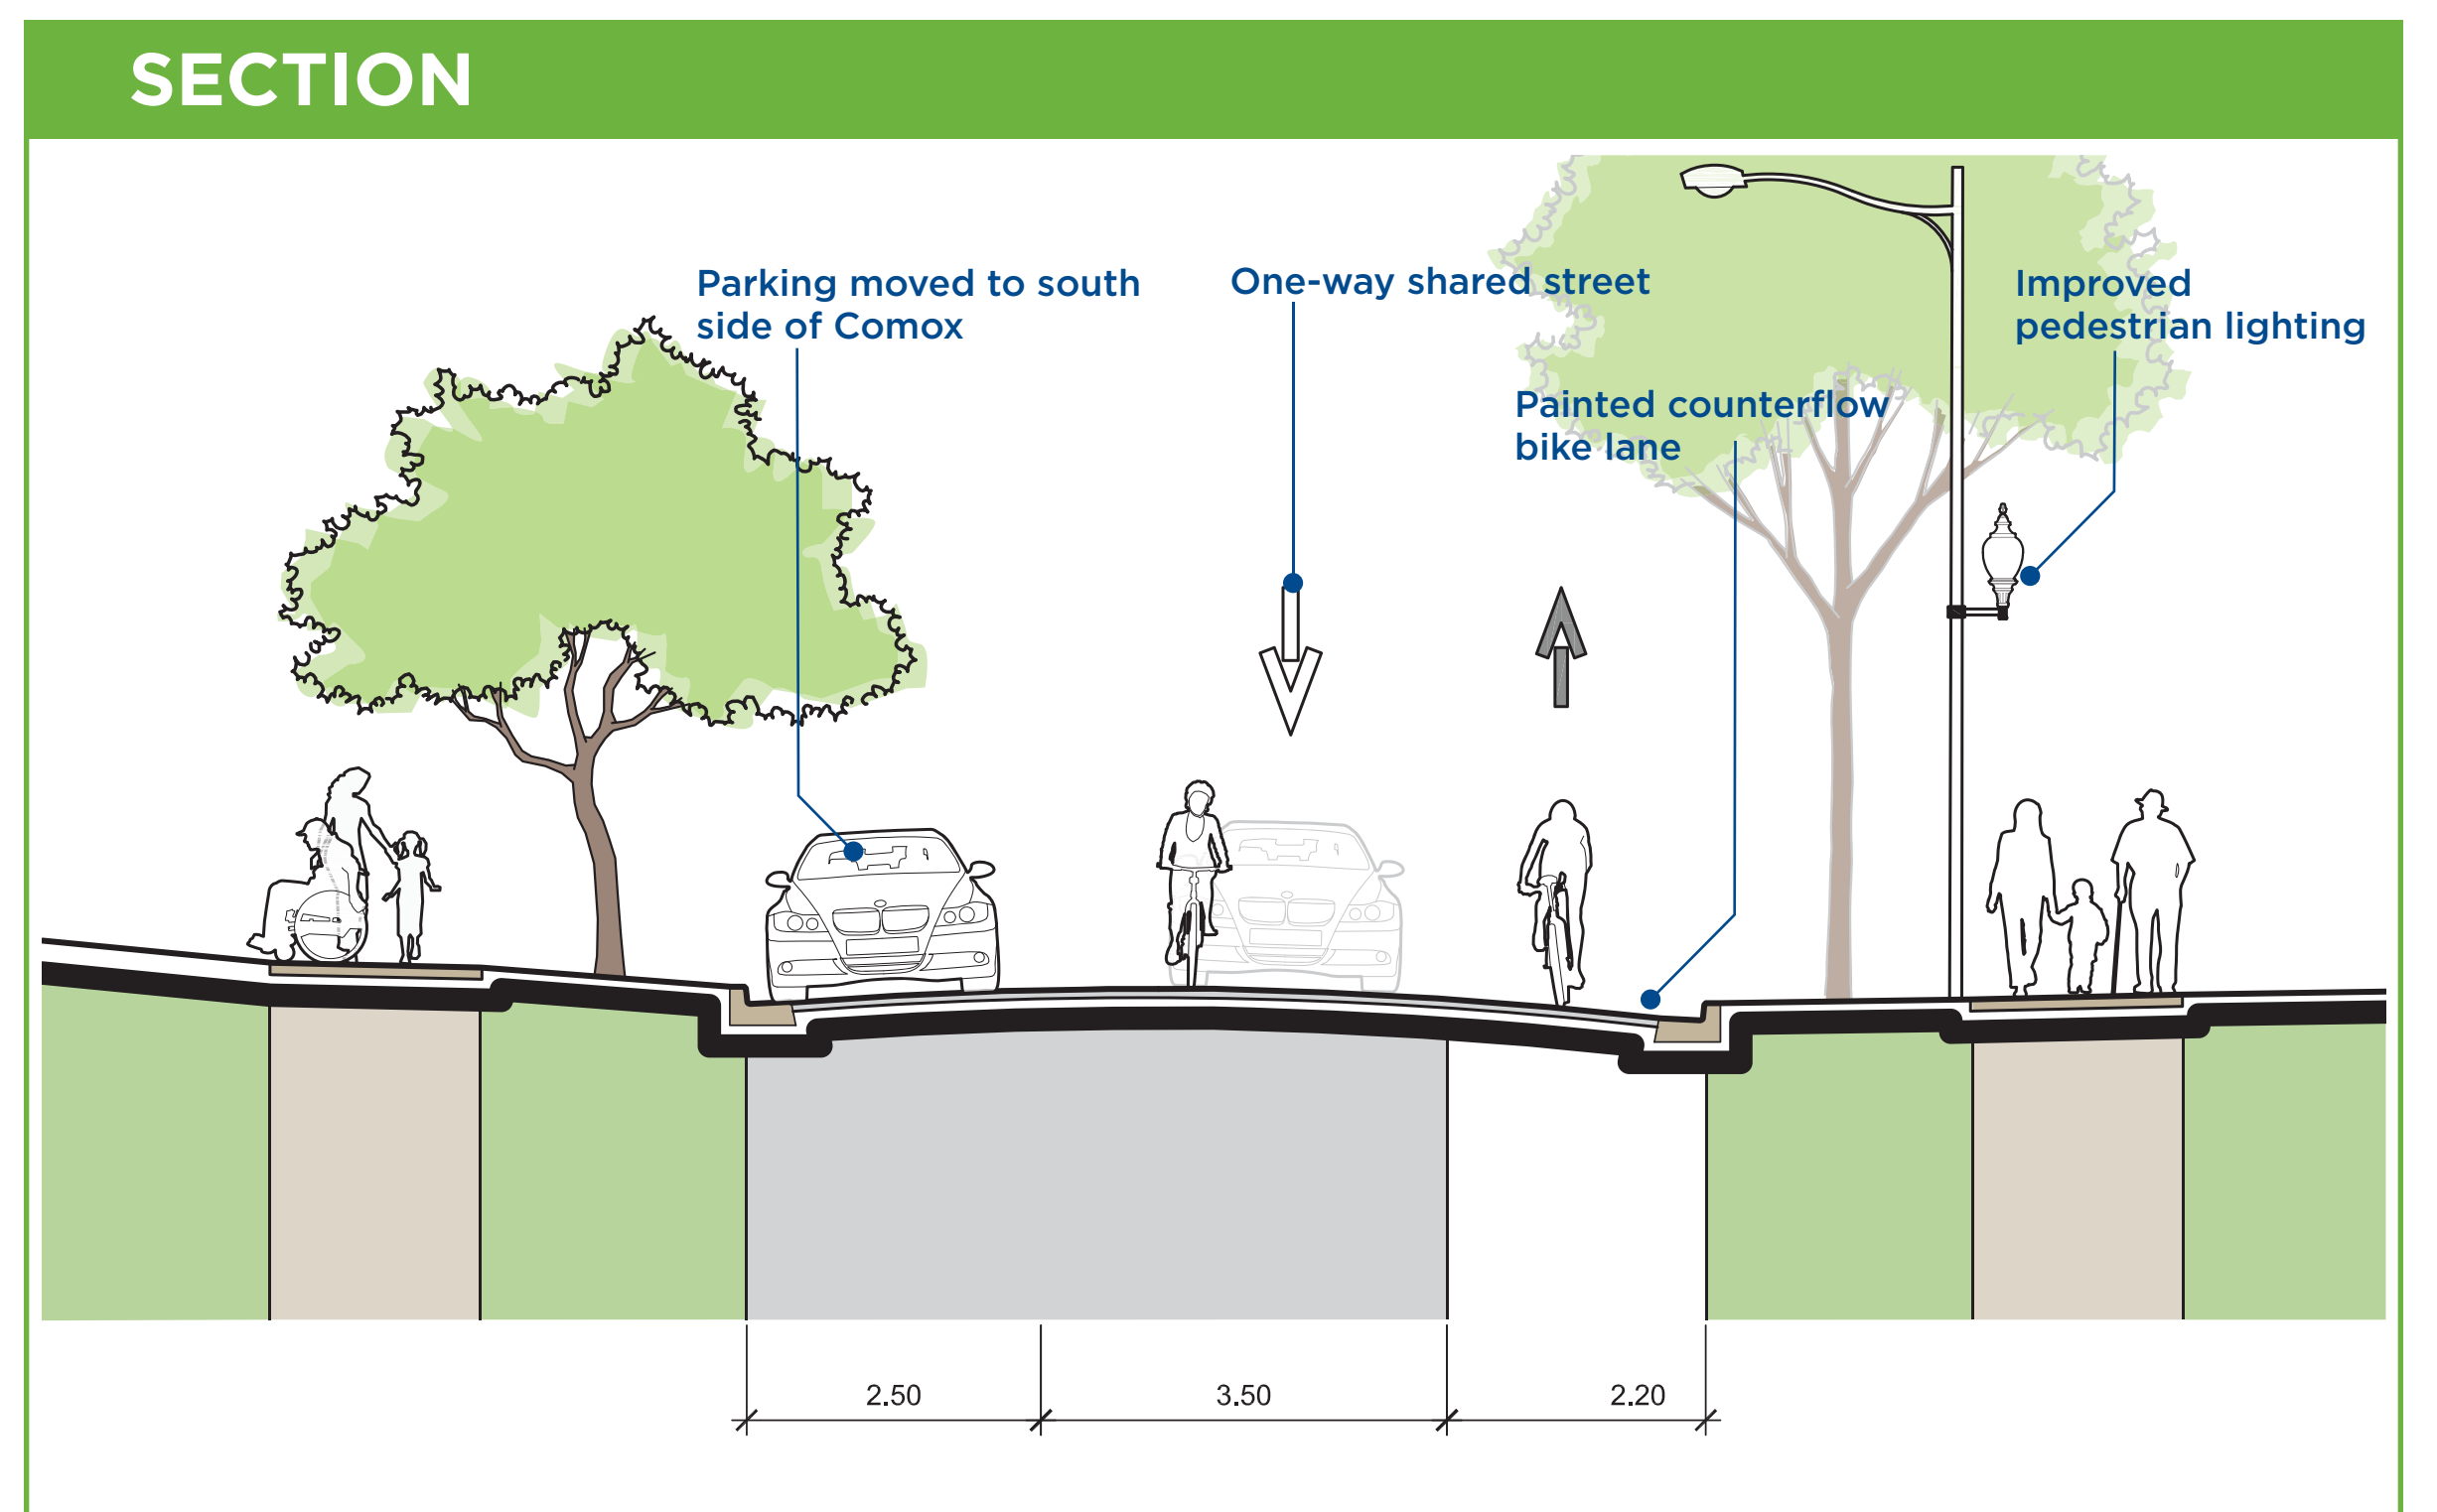 SECTION
Parking moved to south
side of Comox
One-way shared street
Improved
pedestrian lighting
Painted counterflow
bike lane
2.50
3.50
2.20